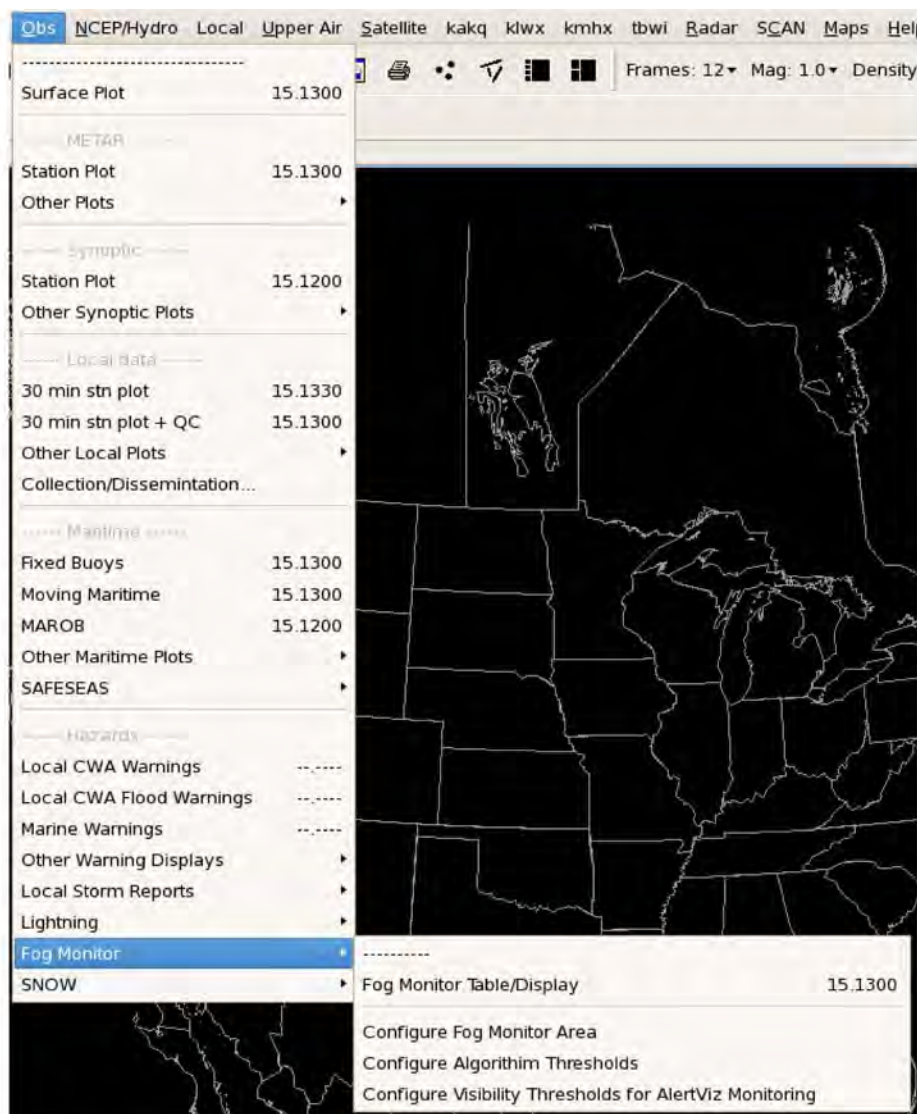 Obs NCEP/Hydro Local Upper Air Satellite kakq klwx kmhx tbwi Radar SCAN Maps Hel
Frames: 12 Mag: 1.0 Density
---------------------------------
Surface Plot 15.1300
------ METAR ------
Station Plot 15.1300
Other Plots
------ Synoptic ------
Station Plot 15.1200
Other Synoptic Plots
------ Local data ------
30 min stn plot 15.1330
30 min stn plot + QC 15.1300
Other Local Plots
Collection/Dissemintation...
------ Maritime ------
Fixed Buoys 15.1300
Moving Maritime 15.1300
MAROB 15.1200
Other Maritime Plots
SAFESEAS
------ Hazards ------
Local CWA Warnings --.----
Local CWA Flood Warnings --.----
Marine Warnings --.----
Other Warning Displays
Local Storm Reports
Lightning
Fog Monitor
SNOW
----------
Fog Monitor Table/Display 15.1300
Configure Fog Monitor Area
Configure Algorithim Thresholds
Configure Visibility Thresholds for AlertViz Monitoring